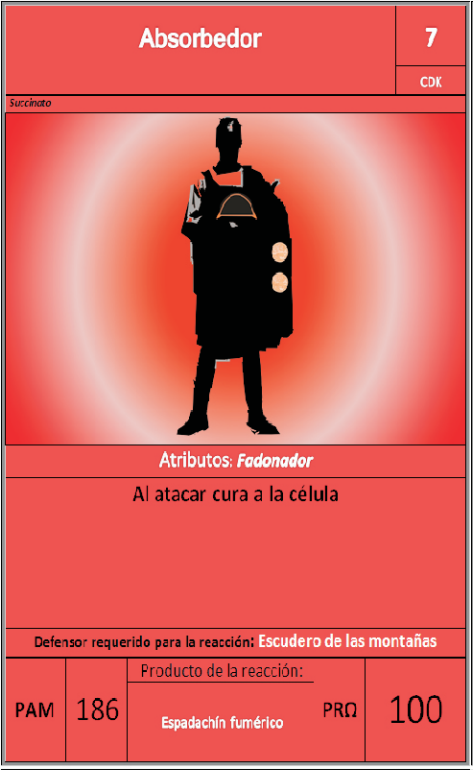 Absorbedor
7
CDK
Succinato
Atributos: Fadonador
Al atacar cura a la célula
Defensor requerido para la reacción: Escudero de las montañas
PAM
186
Producto de la reacción:
Espadachín fumérico
PRΩ
100